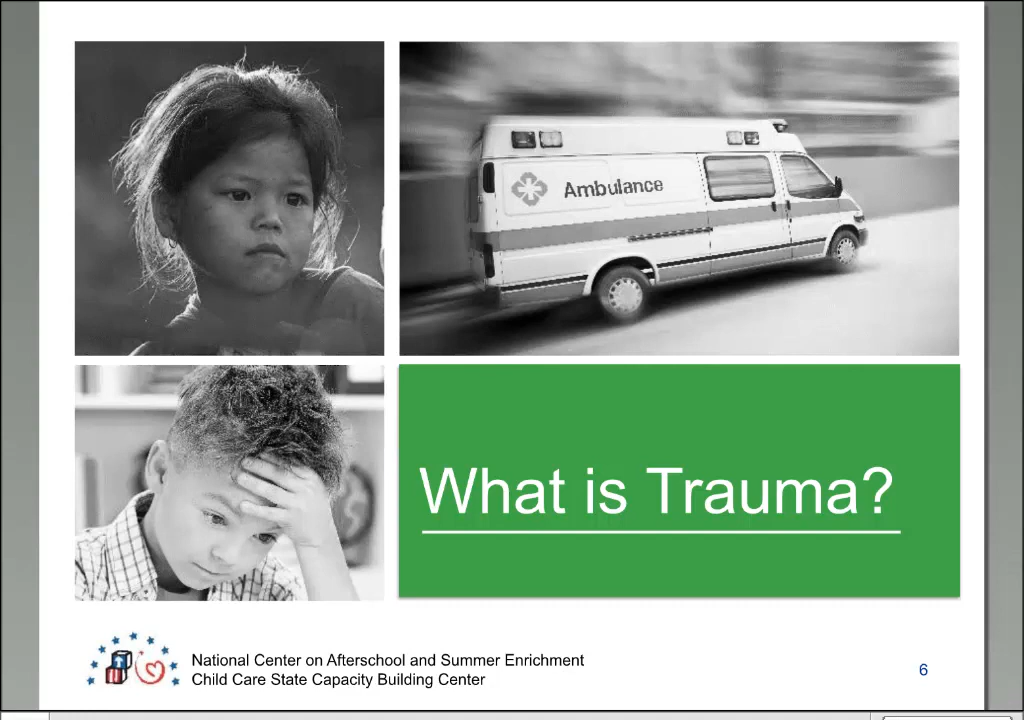 Ambulance
What is Trauma?
National Center on Afterschool and Summer Enrichment
Child Care State Capacity Building Center
6